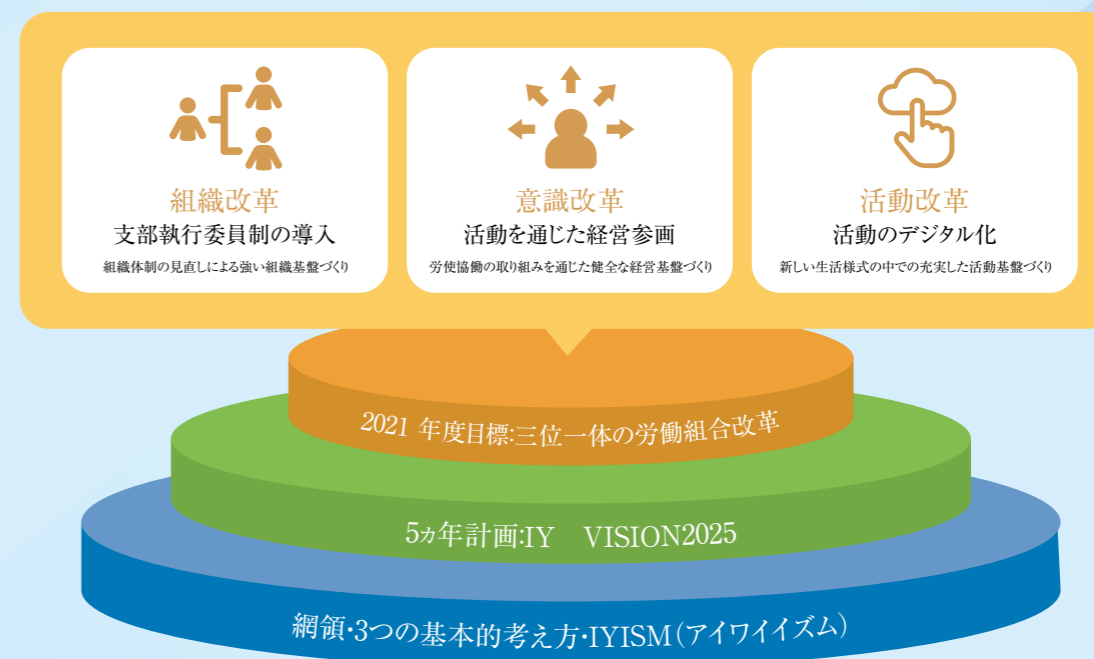 組織改革
支部執行委員制の導入
組織体制の見直しによる強い組織基盤づくり
意識改革
活動を通じた経営参画
労使協働の取り組みを通じた健全な経営基盤づくり
活動改革
活動のデジタル化
新しい生活様式の中での充実した活動基盤づくり
2021 年度目標:三位一体の労働組合改革
5ヵ年計画:IY　VISION2025
綱領・3つの基本的考え方・IYISM（アイワイイズム）